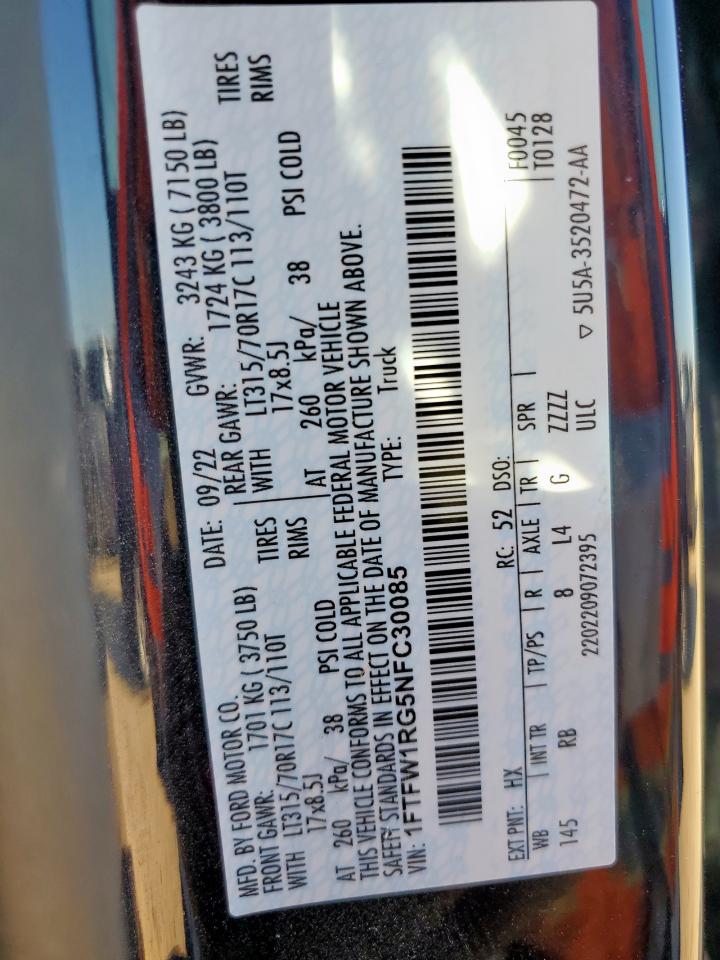 MFD. BY FORD MOTOR CO. DATE: 09/22 GVWR: 3243 KG ( 7150 LB)
FRONT GAWR: 1701 KG ( 3750 LB) REAR GAWR: 1724 KG ( 3800 LB)
WITH LT315/70R17C 113/110T TIRES WITH LT315/70R17C 113/110T TIRES
17x8.5J RIMS 17x8.5J RIMS
AT 260 kPa/ 38 PSI COLD AT 260 kPa/ 38 PSI COLD
THIS VEHICLE CONFORMS TO ALL APPLICABLE FEDERAL MOTOR VEHICLE
SAFETY STANDARDS IN EFFECT ON THE DATE OF MANUFACTURE SHOWN ABOVE.
VIN: 1FTFW1RG5NFC30085 TYPE: Truck
EXT PNT: HX RC: 52 DSO: F0045
WB INT TR TP/PS R AXLE TR SPR T0128
145 RB 8 L4 G ZZZZ
2202209072395 ULC ▽ 5U5A-3520472-AA